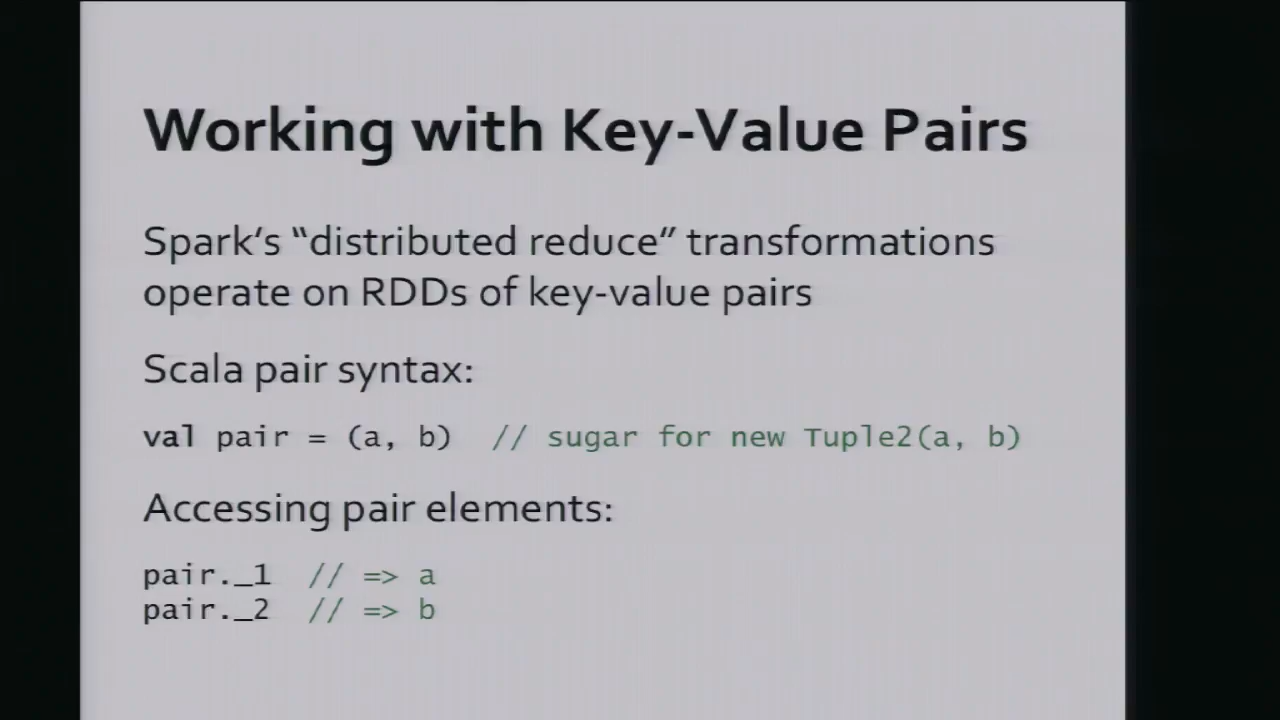 Working with Key-Value Pairs
Spark’s “distributed reduce” transformations
operate on RDDs of key-value pairs
Scala pair syntax:
val pair = (a, b)  // sugar for new Tuple2(a, b)
Accessing pair elements:
pair._1  // => a
pair._2  // => b